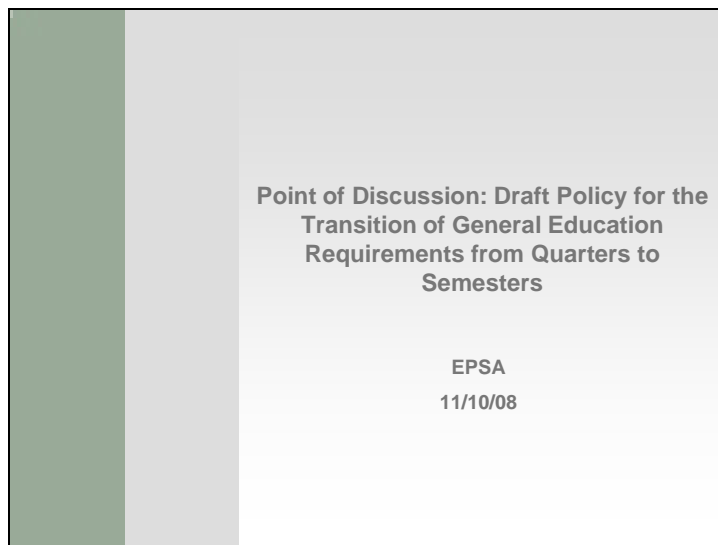 Point of Discussion: Draft Policy for the
Transition of General Education
Requirements from Quarters to
Semesters
EPSA
11/10/08